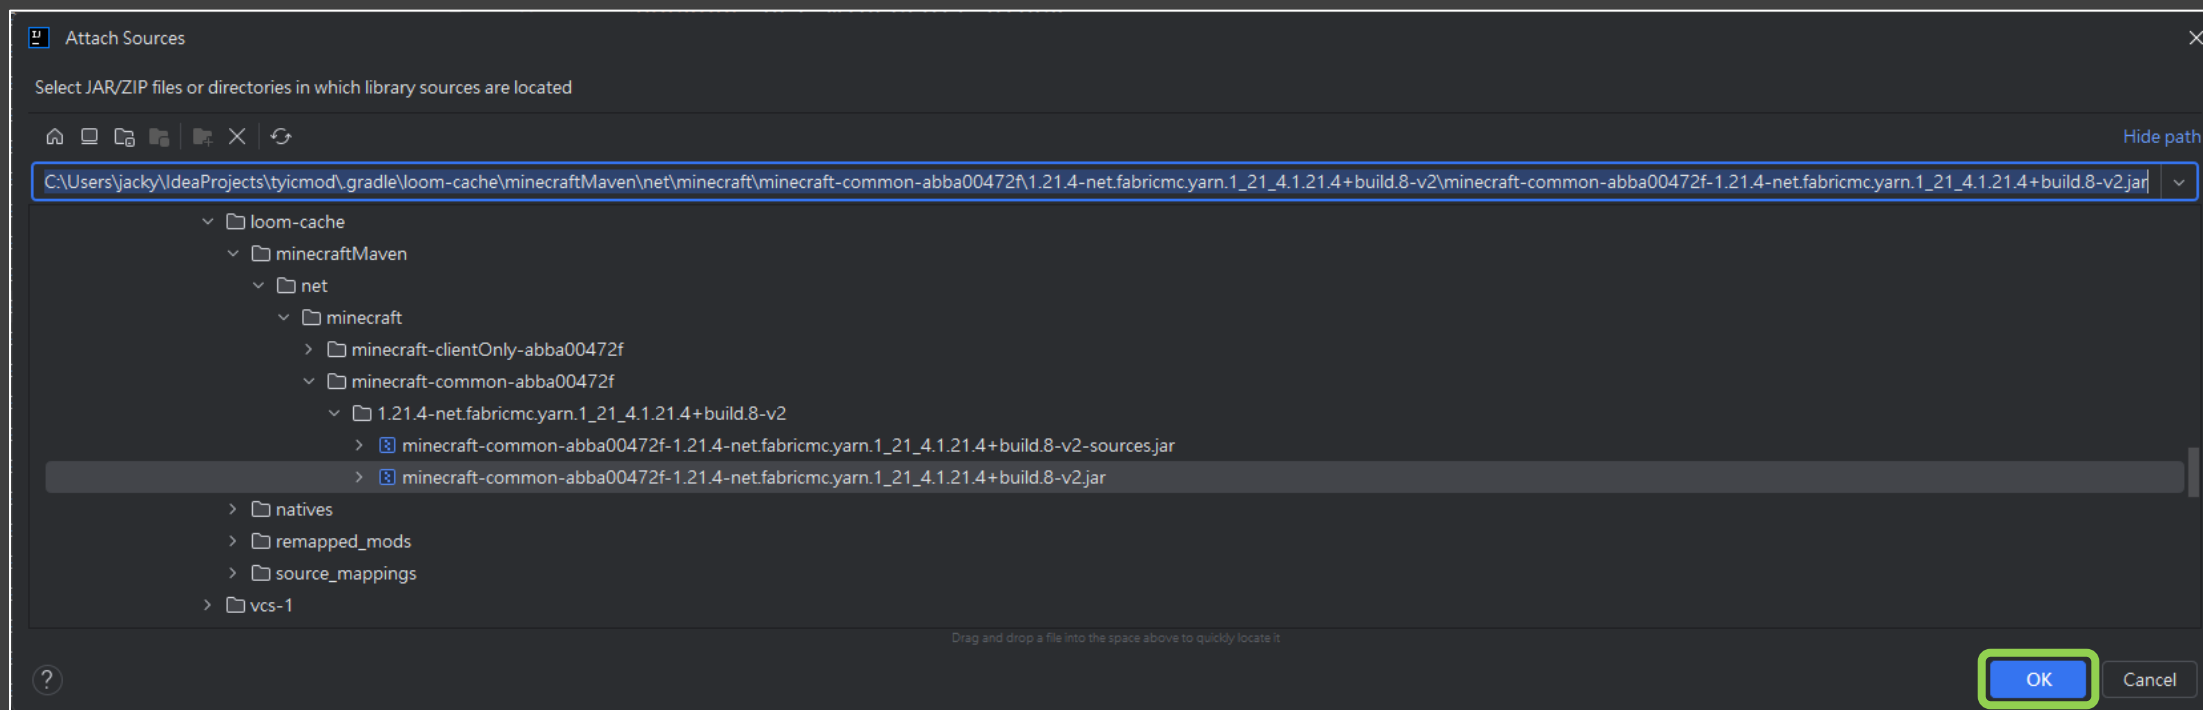 Attach Sources
Select JAR/ZIP files or directories in which library sources are located
Hide path
C:\Users\jacky\IdeaProjects\tyicmod\.gradle\loom-cache\minecraftMaven\net\minecraft\minecraft-common-abba00472f\1.21.4-net.fabricmc.yarn.1_21_4.1.21.4+build.8-v2\minecraft-common-abba00472f-1.21.4-net.fabricmc.yarn.1_21_4.1.21.4+build.8-v2.jar
loom-cache
minecraftMaven
net
minecraft
minecraft-clientOnly-abba00472f
minecraft-common-abba00472f
1.21.4-net.fabricmc.yarn.1_21_4.1.21.4+build.8-v2
minecraft-common-abba00472f-1.21.4-net.fabricmc.yarn.1_21_4.1.21.4+build.8-v2-sources.jar
minecraft-common-abba00472f-1.21.4-net.fabricmc.yarn.1_21_4.1.21.4+build.8-v2.jar
natives
remapped_mods
source_mappings
vcs-1
Drag and drop a file into the space above to quickly locate it
? OK Cancel